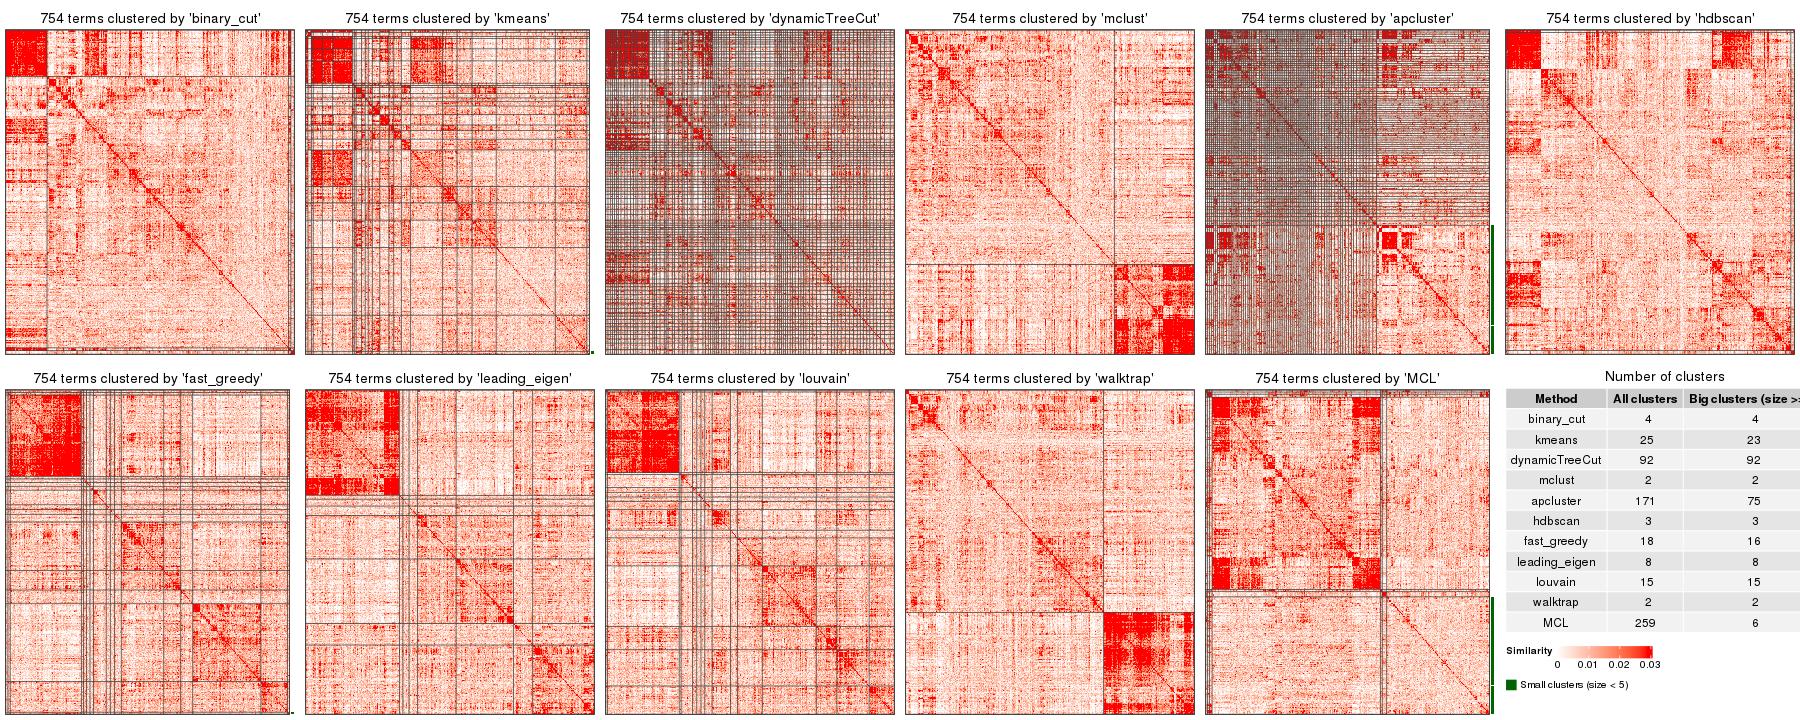 754 terms clustered by 'binary_cut'
754 terms clustered by 'kmeans'
754 terms clustered by 'dynamicTreeCut'
754 terms clustered by 'mclust'
754 terms clustered by 'apcluster'
754 terms clustered by 'hdbscan'
754 terms clustered by 'fast_greedy'
754 terms clustered by 'leading_eigen'
754 terms clustered by 'louvain'
754 terms clustered by 'walktrap'
754 terms clustered by 'MCL'
Number of clusters
Method All clusters Big clusters (size >=
binary_cut 4 4
kmeans 25 23
dynamicTreeCut 92 92
mclust 2 2
apcluster 171 75
hdbscan 3 3
fast_greedy 18 16
leading_eigen 8 8
louvain 15 15
walktrap 2 2
MCL 259 6
Similarity
0 0.01 0.02 0.03
Small clusters (size < 5)